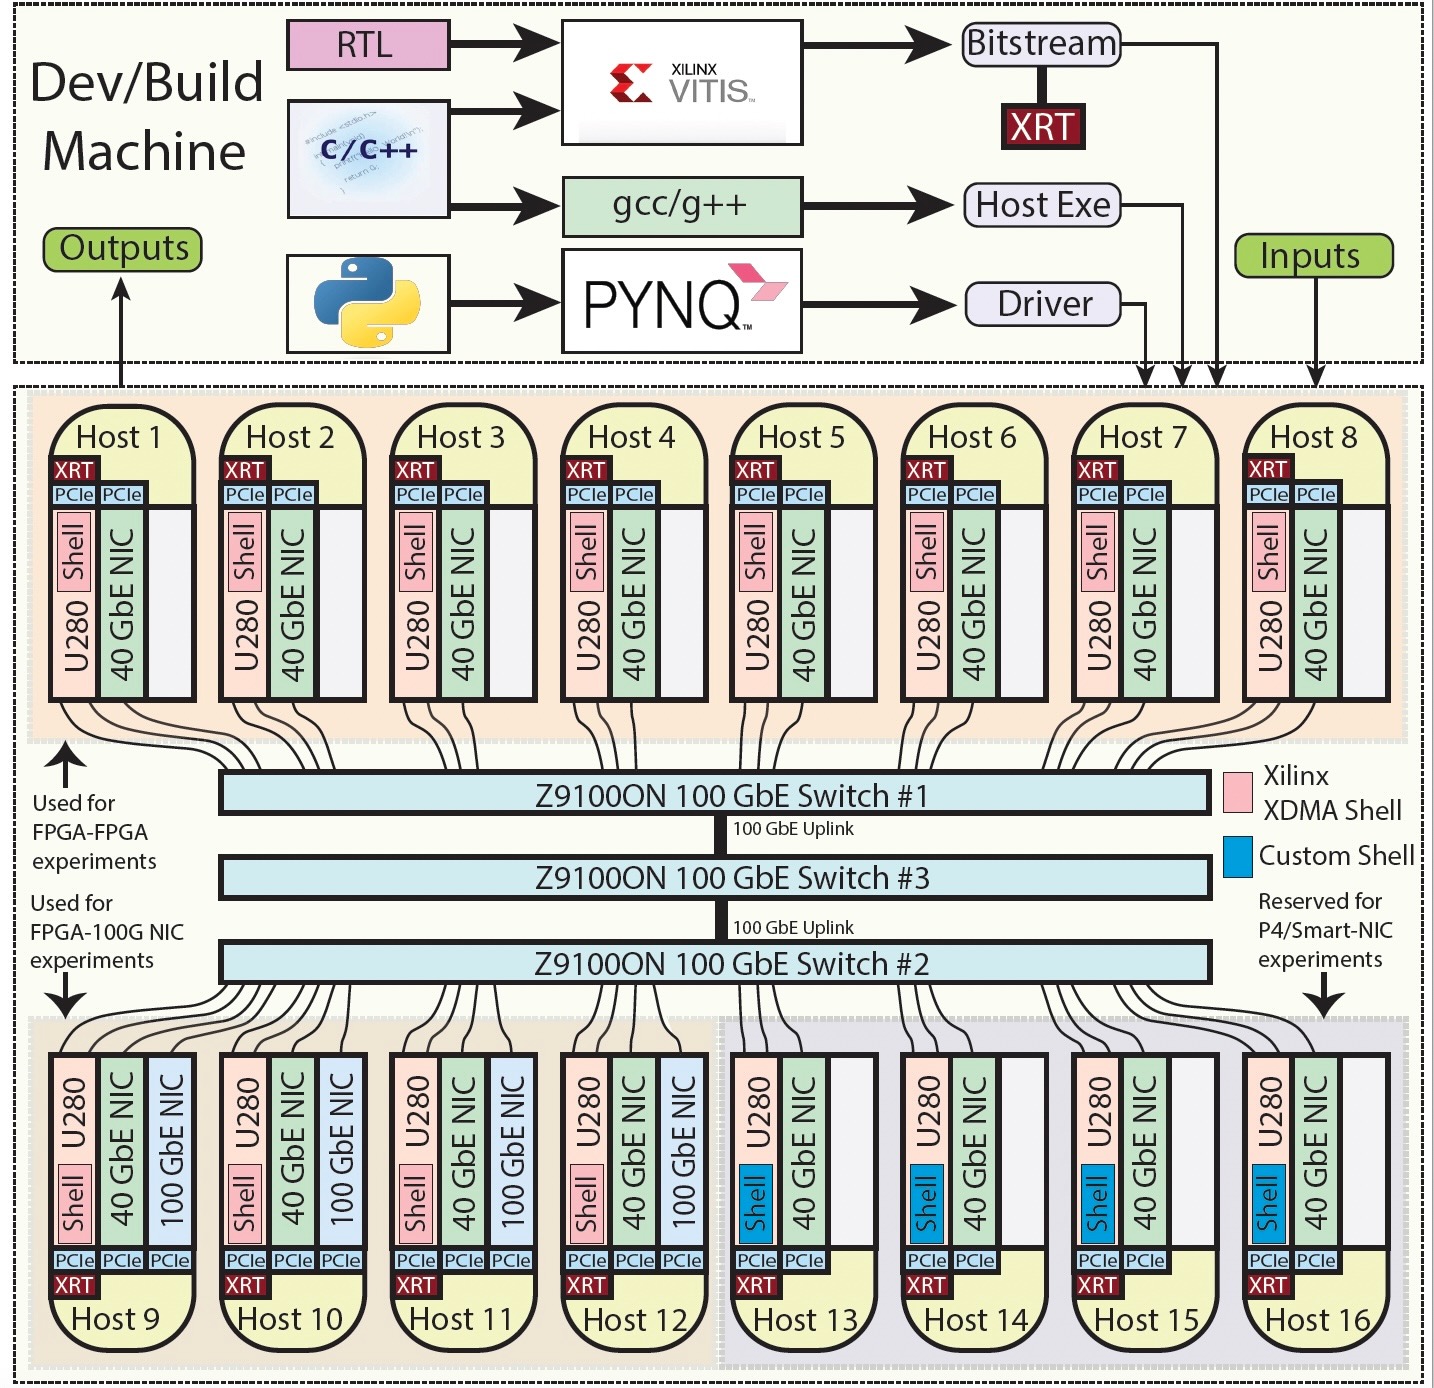 Dev/Build
Machine
RTL
XILINX
VITIS™
Bitstream
XRT
#include <stdio.h>
C/C++
return 0;
}
gcc/g++
Host Exe
Outputs
Inputs
PYNQ™
Driver
Host 1
Host 2
Host 3
Host 4
Host 5
Host 6
Host 7
Host 8
XRT
XRT
XRT
XRT
XRT
XRT
XRT
XRT
PCIe PCIe
PCIe PCIe
PCIe PCIe
PCIe PCIe
PCIe PCIe
PCIe PCIe
PCIe PCIe
PCIe PCIe
U280 Shell
40 GbE NIC
U280 Shell
40 GbE NIC
U280 Shell
40 GbE NIC
U280 Shell
40 GbE NIC
U280 Shell
40 GbE NIC
U280 Shell
40 GbE NIC
U280 Shell
40 GbE NIC
U280 Shell
40 GbE NIC
Used for
FPGA-FPGA
experiments
Z9100ON 100 GbE Switch #1
100 GbE Uplink
Z9100ON 100 GbE Switch #3
100 GbE Uplink
Z9100ON 100 GbE Switch #2
Xilinx
XDMA Shell
Custom Shell
Used for
FPGA-100G NIC
experiments
Reserved for
P4/Smart-NIC
experiments
Shell U280
40 GbE NIC
100 GbE NIC
Shell U280
40 GbE NIC
100 GbE NIC
Shell U280
40 GbE NIC
100 GbE NIC
Shell U280
40 GbE NIC
100 GbE NIC
Shell U280
40 GbE NIC
Shell U280
40 GbE NIC
Shell U280
40 GbE NIC
Shell U280
40 GbE NIC
PCIe PCIe PCIe
PCIe PCIe PCIe
PCIe PCIe PCIe
PCIe PCIe PCIe
PCIe PCIe
PCIe PCIe
PCIe PCIe
PCIe PCIe
XRT
XRT
XRT
XRT
XRT
XRT
XRT
XRT
Host 9
Host 10
Host 11
Host 12
Host 13
Host 14
Host 15
Host 16